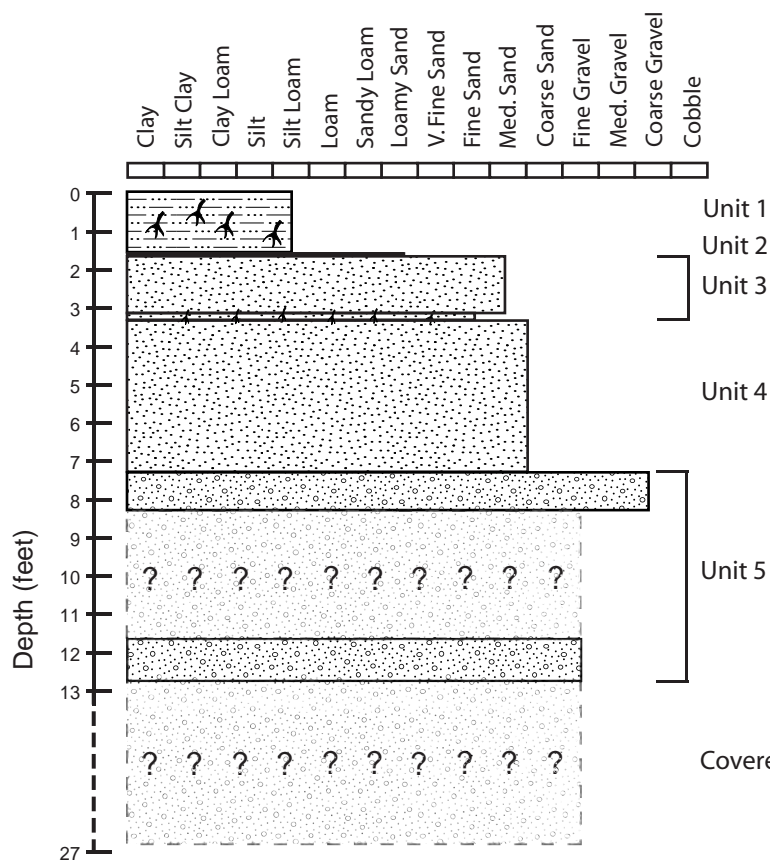 Clay
Silt Clay
Clay Loam
Silt
Silt Loam
Loam
Sandy Loam
Loamy Sand
V. Fine Sand
Fine Sand
Med. Sand
Coarse Sand
Fine Gravel
Med. Gravel
Coarse Gravel
Cobble
0
1
2
3
4
5
6
7
8
9
10
11
12
13
27
Depth (feet)
Unit 1
Unit 2
Unit 3
Unit 4
? ? ? ? ? ? ? ? ? ?
Unit 5
? ? ? ? ? ? ? ? ? ?
Covere